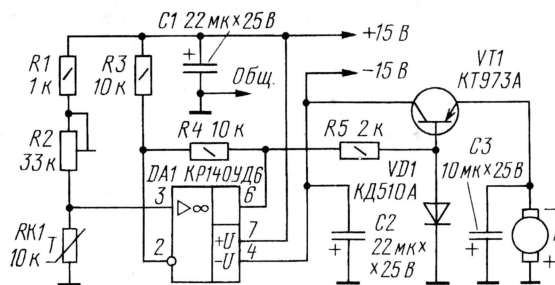 C1 22 мк × 25 В
+15 В
R1
1 к
R3
10 к
Общ.
−15 В
VT1
КТ973А
R2
33 к
R4 10 к
R5 2 к
C3
10 мк × 25 В
DA1 КР140УД6
VD1
КД510А
3
▷∞
6
7
+U
4
−U
2
RK1
10 к
T
C2
22 мк ×
× 25 В
+
+
+
−
+